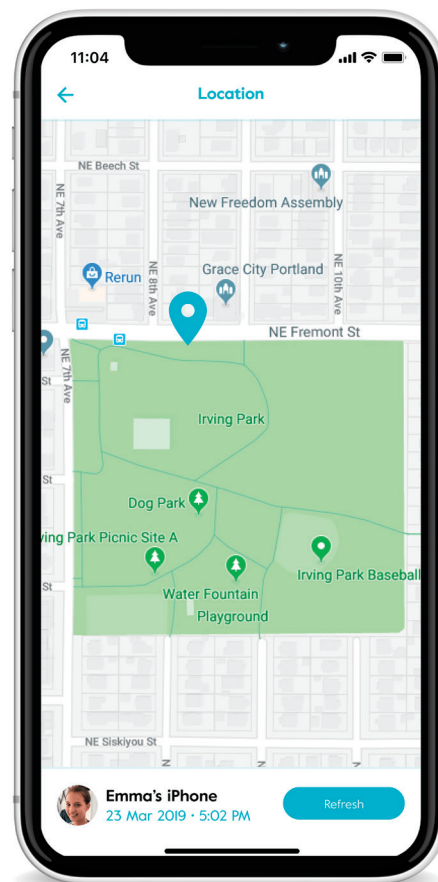 11:04
Location
NE Beech St
NE 7th Ave
New Freedom Assembly
NE 8th Ave
NE 10th Ave
Grace City Portland
Rerun
NE Fremont St
NE 7th Ave
St
Irving Park
St
Dog Park
ving Park Picnic Site A
Irving Park Baseball
St
Water Fountain
Playground
NE Siskiyou St
N
N
N
Emma's iPhone
23 Mar 2019 • 5:02 PM
Refresh